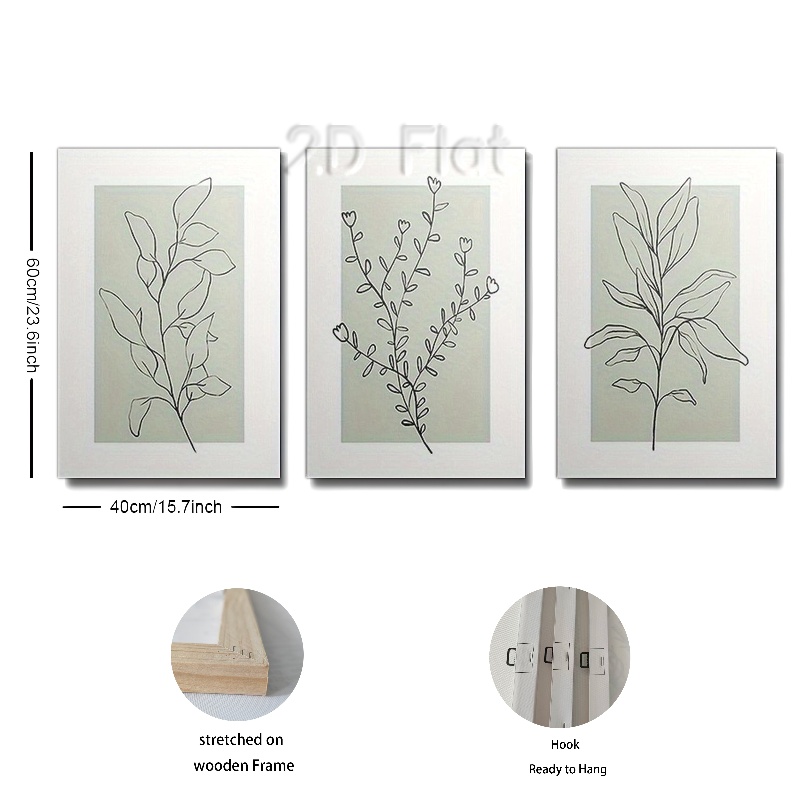 2D Flat
60cm/23.6inch
40cm/15.7inch
stretched on
wooden Frame
Hook
Ready to Hang